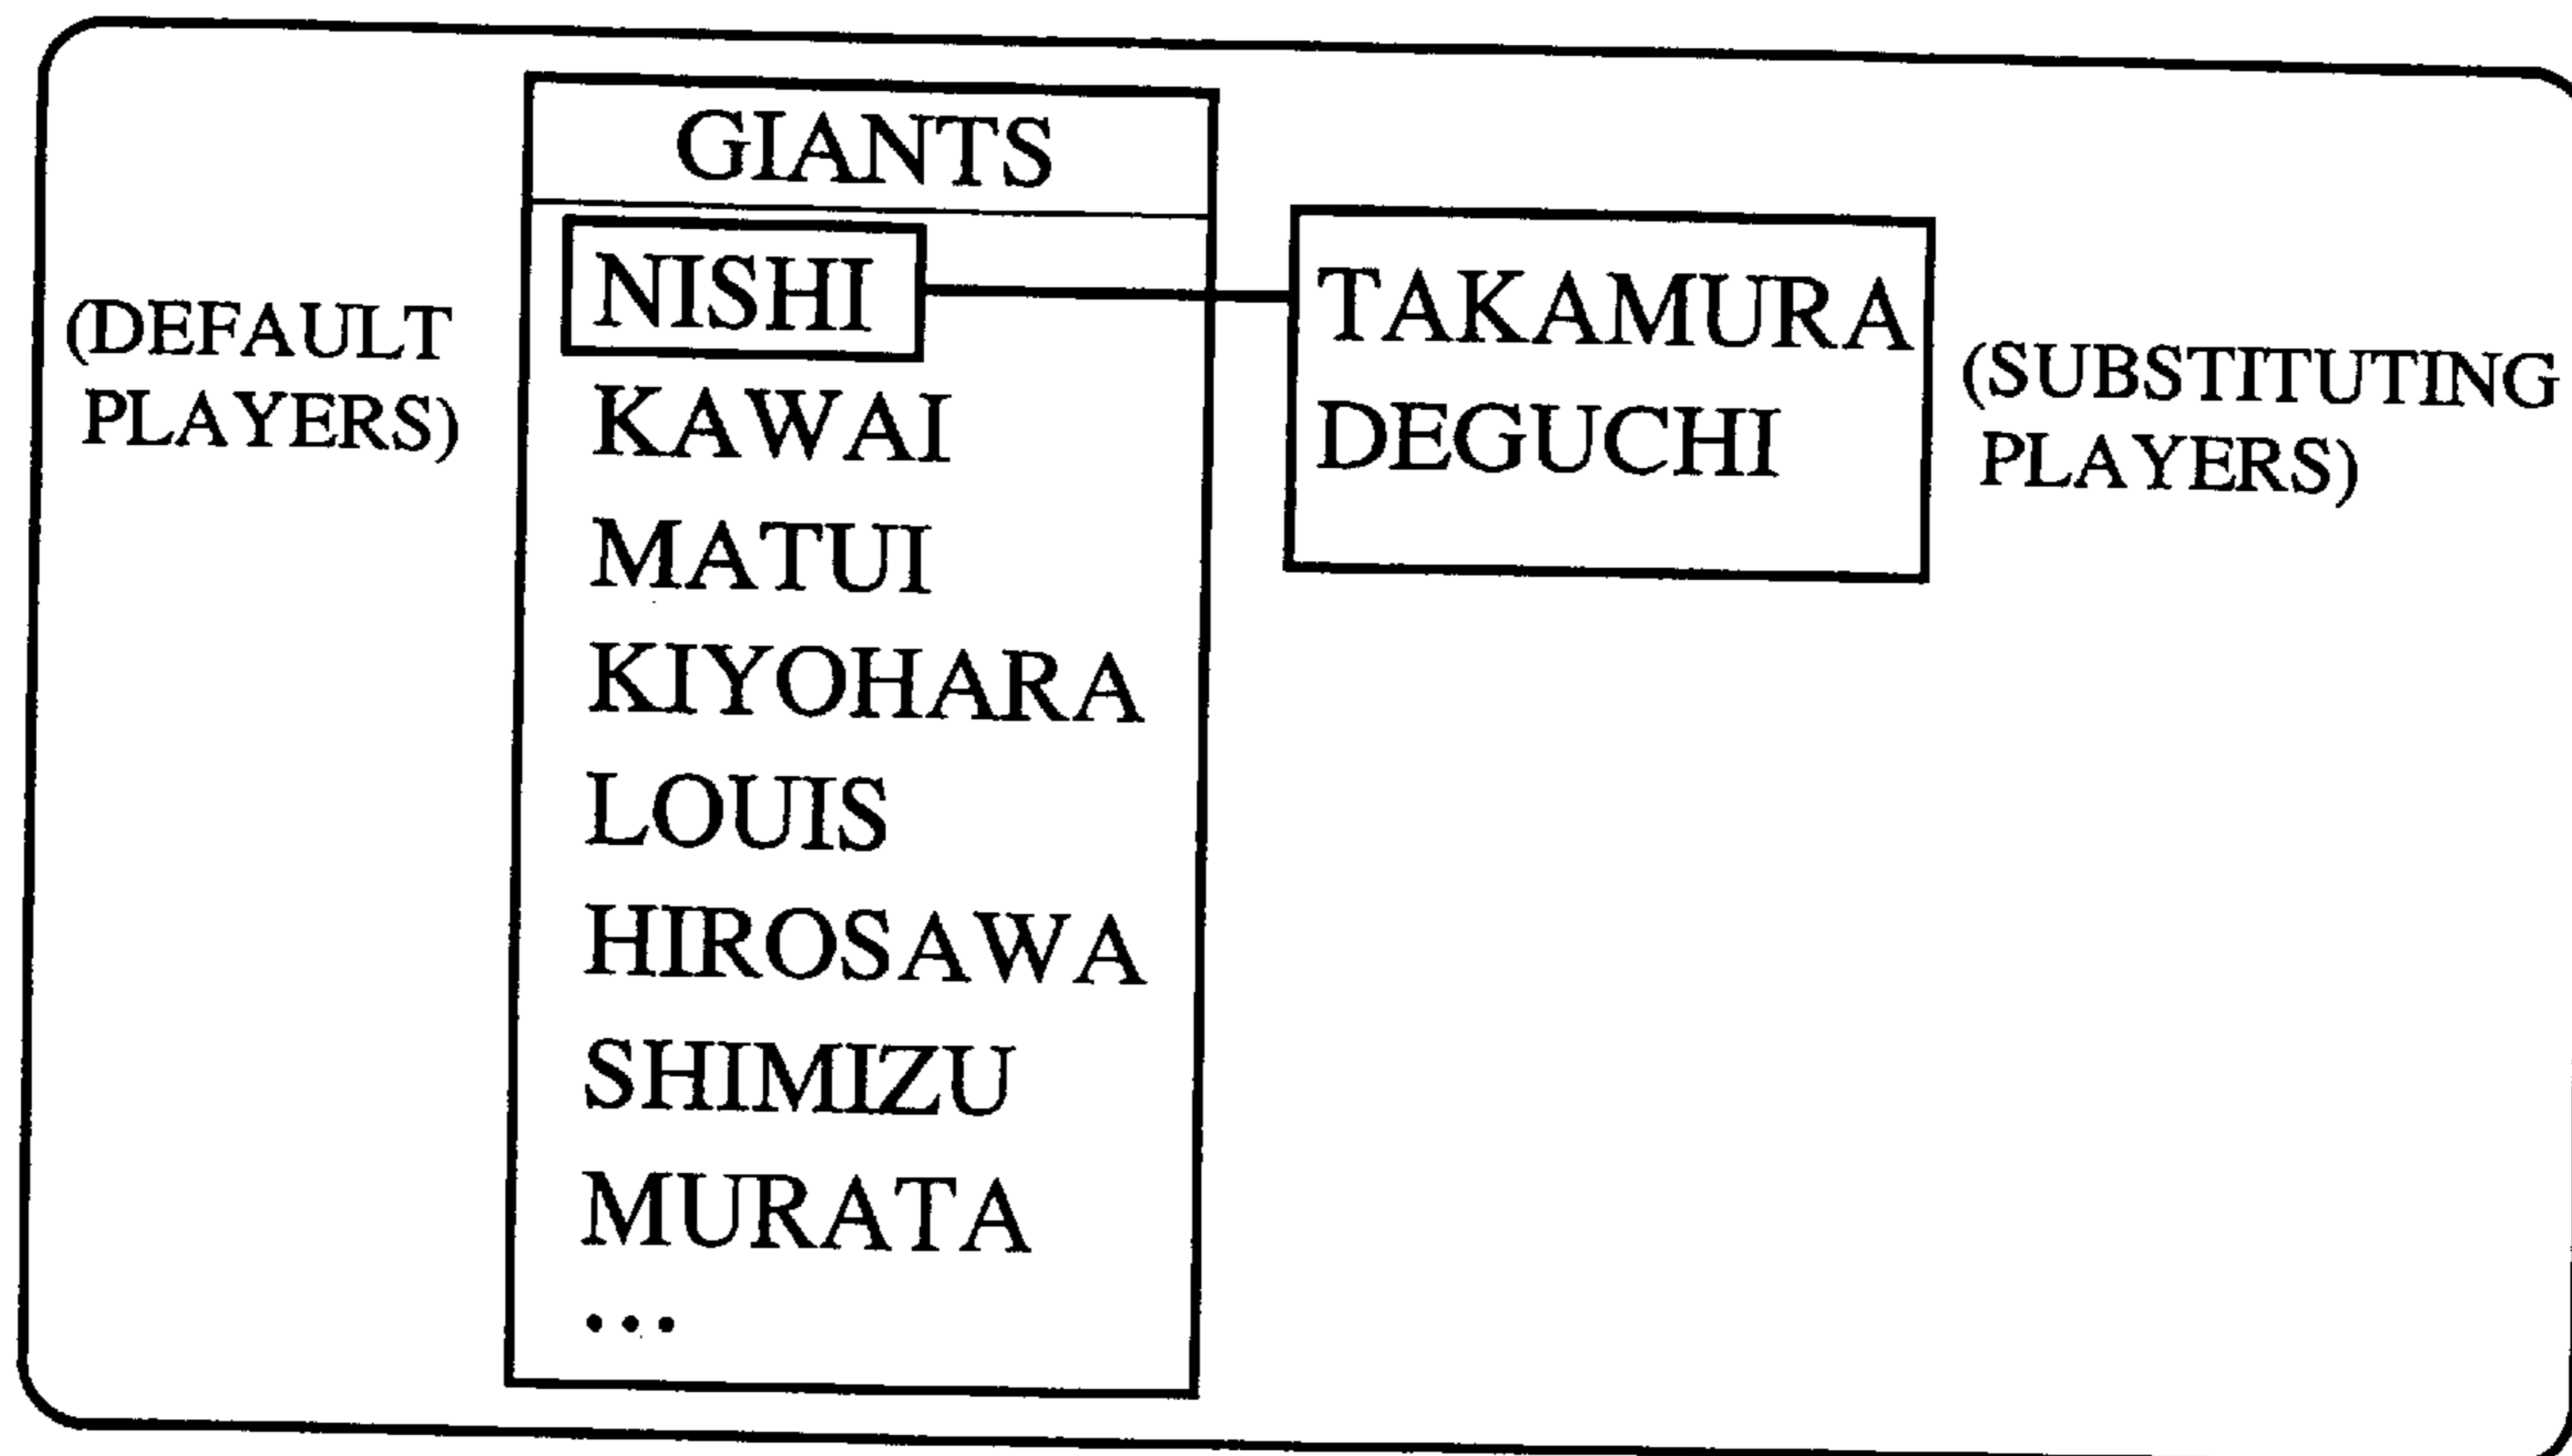 GIANTS
(DEFAULT
PLAYERS)
NISHI
KAWAI
MATUI
KIYOHARA
LOUIS
HIROSAWA
SHIMIZU
MURATA
...
TAKAMURA
DEGUCHI
(SUBSTITUTING
PLAYERS)